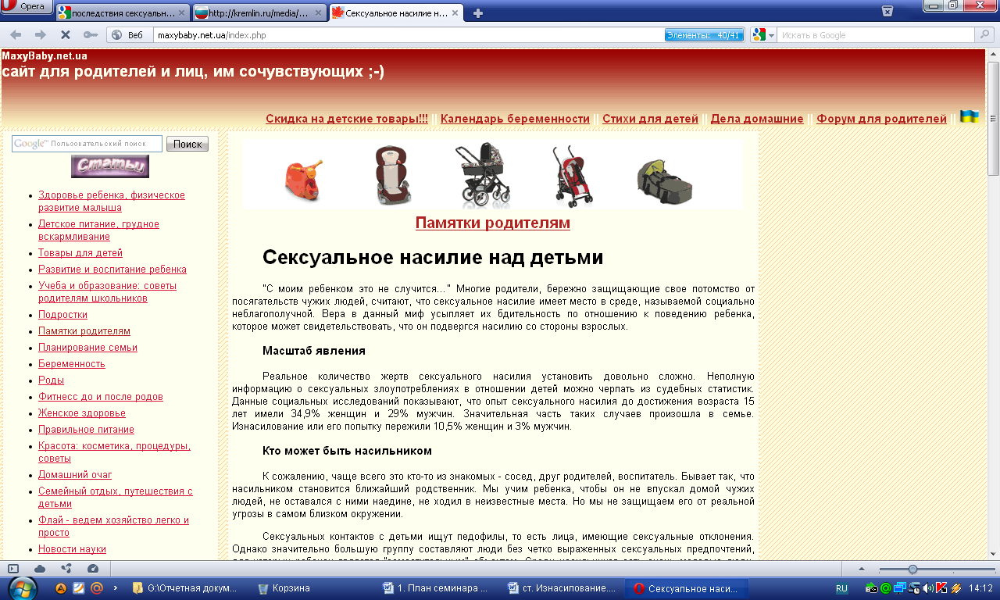 Opera
последствия сексуальн...
http://kremlin.ru/media/...
Сексуальное насилие н...
Веб
maxybaby.net.ua/index.php
Элементы: 40/41
Искать в Google
MaxyBaby.net.ua
сайт для родителей и лиц, им сочувствующих ;-)
Скидка на детские товары!!! || Календарь беременности || Стихи для детей || Дела домашние || Форум для родителей ||
Google™ Пользовательский поиск
Поиск
Статьи
Здоровье ребенка, физическое
развитие малыша
Детское питание, грудное
вскармливание
Товары для детей
Развитие и воспитание ребенка
Учеба и образование: советы
родителям школьников
Подростки
Памятки родителям
Планирование семьи
Беременность
Роды
Фитнесс до и после родов
Женское здоровье
Правильное питание
Красота: косметика, процедуры,
советы
Домашний очаг
Семейный отдых, путешествия с
детьми
Флай - ведем хозяйство легко и
просто
Новости науки
Памятки родителям
Сексуальное насилие над детьми
"С моим ребенком это не случится..." Многие родители, бережно защищающие свое потомство от
посягательств чужих людей, считают, что сексуальное насилие имеет место в среде, называемой социально
неблагополучной. Вера в данный миф усыпляет их бдительность по отношению к поведению ребенка,
которое может свидетельствовать, что он подвергся насилию со стороны взрослых.
Масштаб явления
Реальное количество жертв сексуального насилия установить довольно сложно. Неполную
информацию о сексуальных злоупотреблениях в отношении детей можно черпать из судебных статистик.
Данные социальных исследований показывают, что опыт сексуального насилия до достижения возраста 15
лет имели 34,9% женщин и 29% мужчин. Значительная часть таких случаев произошла в семье.
Изнасилование или его попытку пережили 10,5% женщин и 3% мужчин.
Кто может быть насильником
К сожалению, чаще всего это кто-то из знакомых - сосед, друг родителей, воспитатель. Бывает так, что
насильником становится ближайший родственник. Мы учим ребенка, чтобы он не впускал домой чужих
людей, не оставался с ними наедине, не ходил в неизвестные места. Но мы не защищаем его от реальной
угрозы в самом близком окружении.
Сексуальных контактов с детьми ищут педофилы, то есть лица, имеющие сексуальные отклонения.
Однако значительно большую группу составляют люди без четко выраженных сексуальных предпочтений,
G:\Отчетная докум...
Корзина
1. План семинара ...
ст. Изнасилование....
Сексуальное наси...
RU
14:12